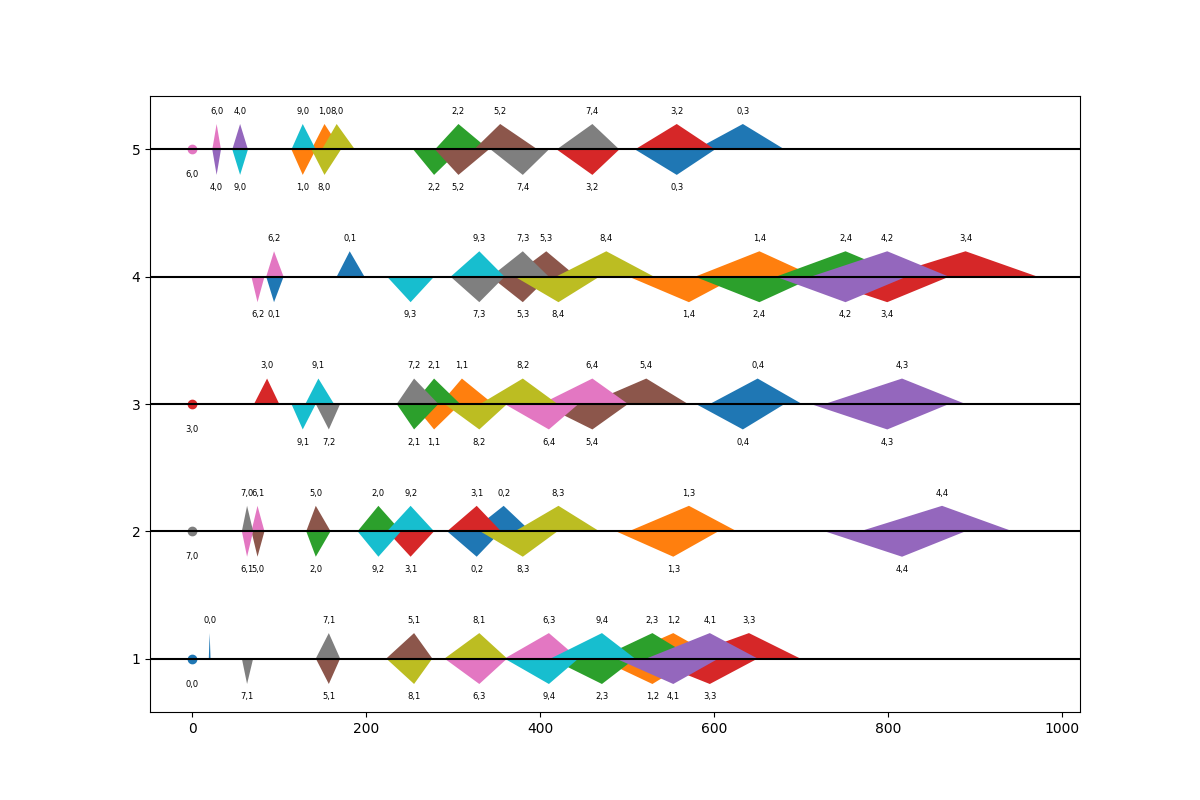 6,0 4,0 9,0 1,0 8,0 2,2 5,2 7,4 3,2 0,3
5
6,0 4,0 9,0 1,0 8,0 2,2 5,2 7,4 3,2 0,3
6,2 0,1 9,3 7,3 5,3 8,4 1,4 2,4 4,2 3,4
4
6,2 0,1 9,3 7,3 5,3 8,4 1,4 2,4 4,2 3,4
3,0 9,1 7,2 2,1 1,1 8,2 6,4 5,4 0,4 4,3
3
3,0 9,1 7,2 2,1 1,1 8,2 6,4 5,4 0,4 4,3
7,0 6,1 5,0 2,0 9,2 3,1 0,2 8,3 1,3 4,4
2
7,0 6,1 5,0 2,0 9,2 3,1 0,2 8,3 1,3 4,4
0,0 7,1 5,1 8,1 6,3 9,4 2,3 1,2 4,1 3,3
1
0,0 7,1 5,1 8,1 6,3 9,4 2,3 1,2 4,1 3,3
0 200 400 600 800 1000